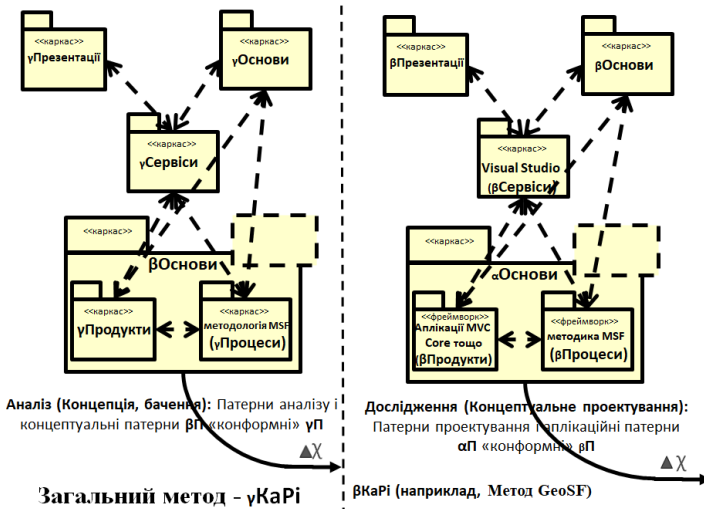 <<каркас>>
γПрезентації
<<каркас>>
γОснови
<<каркас>>
γСервіси
<<каркас>>
βОснови
<<каркас>>
γПродукти
<<каркас>>
методологія MSF
(γПроцеси)
Аналіз (Концепція, бачення): Патерни аналізу і
концептуальні патерни βП «конформні» γП
Δχ
Загальний метод - γКаРі
<<каркас>>
βПрезентації
<<каркас>>
βОснови
<<каркас>>
Visual Studio
(βСервіси)
<<каркас>>
αОснови
<<фреймворк>>
Аплікації MVC
Core тощо
(βПродукти)
<<фреймворк>>
методика MSF
(βПроцеси)
Дослідження (Концептуальне проектування):
Патерни проектування і аплікаційні патерни
αП «конформні» βП
Δχ
βКаРі (наприклад, Метод GeoSF)